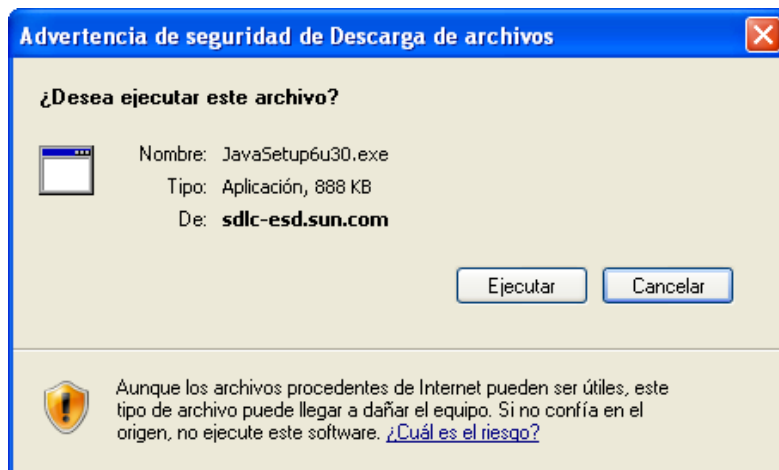 Advertencia de seguridad de Descarga de archivos
¿Desea ejecutar este archivo?
Nombre: JavaSetup6u30.exe
Tipo: Aplicación, 888 KB
De: sdlc-esd.sun.com
Ejecutar Cancelar
Aunque los archivos procedentes de Internet pueden ser útiles, este
tipo de archivo puede llegar a dañar el equipo. Si no confía en el
origen, no ejecute este software. ¿Cuál es el riesgo?